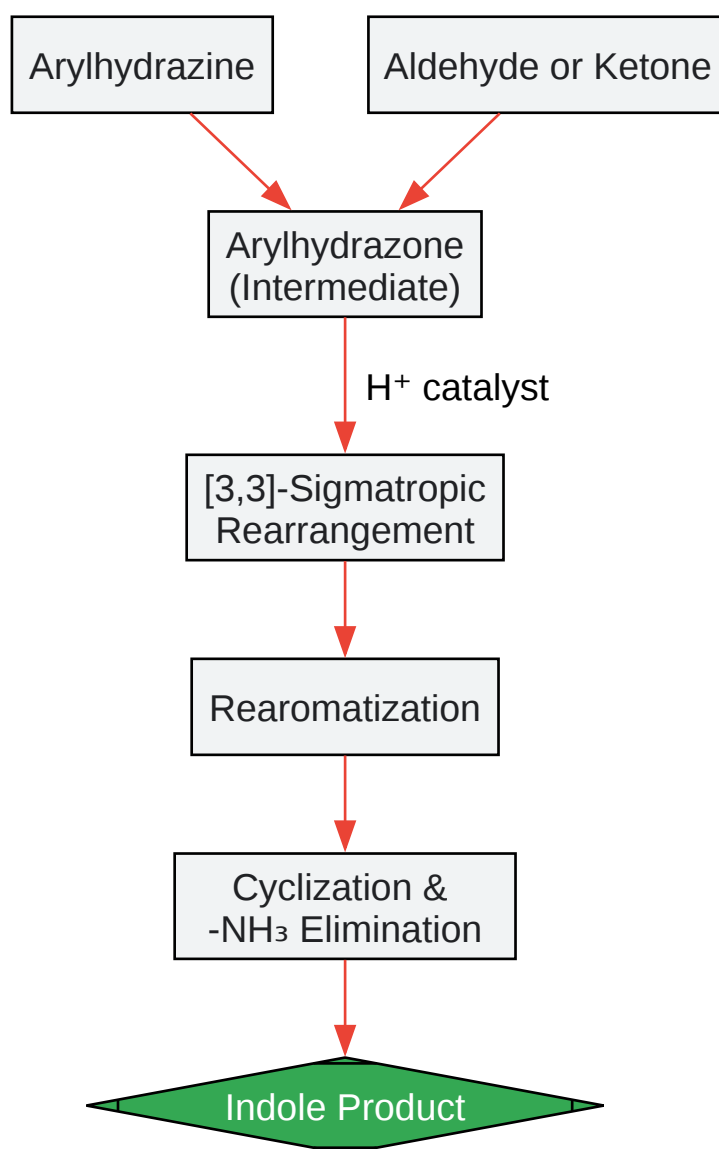 Arylhydrazine
Aldehyde or Ketone
Arylhydrazone
(Intermediate)
H⁺ catalyst
[3,3]-Sigmatropic
Rearrangement
Rearomatization
Cyclization &
-NH₃ Elimination
Indole Product